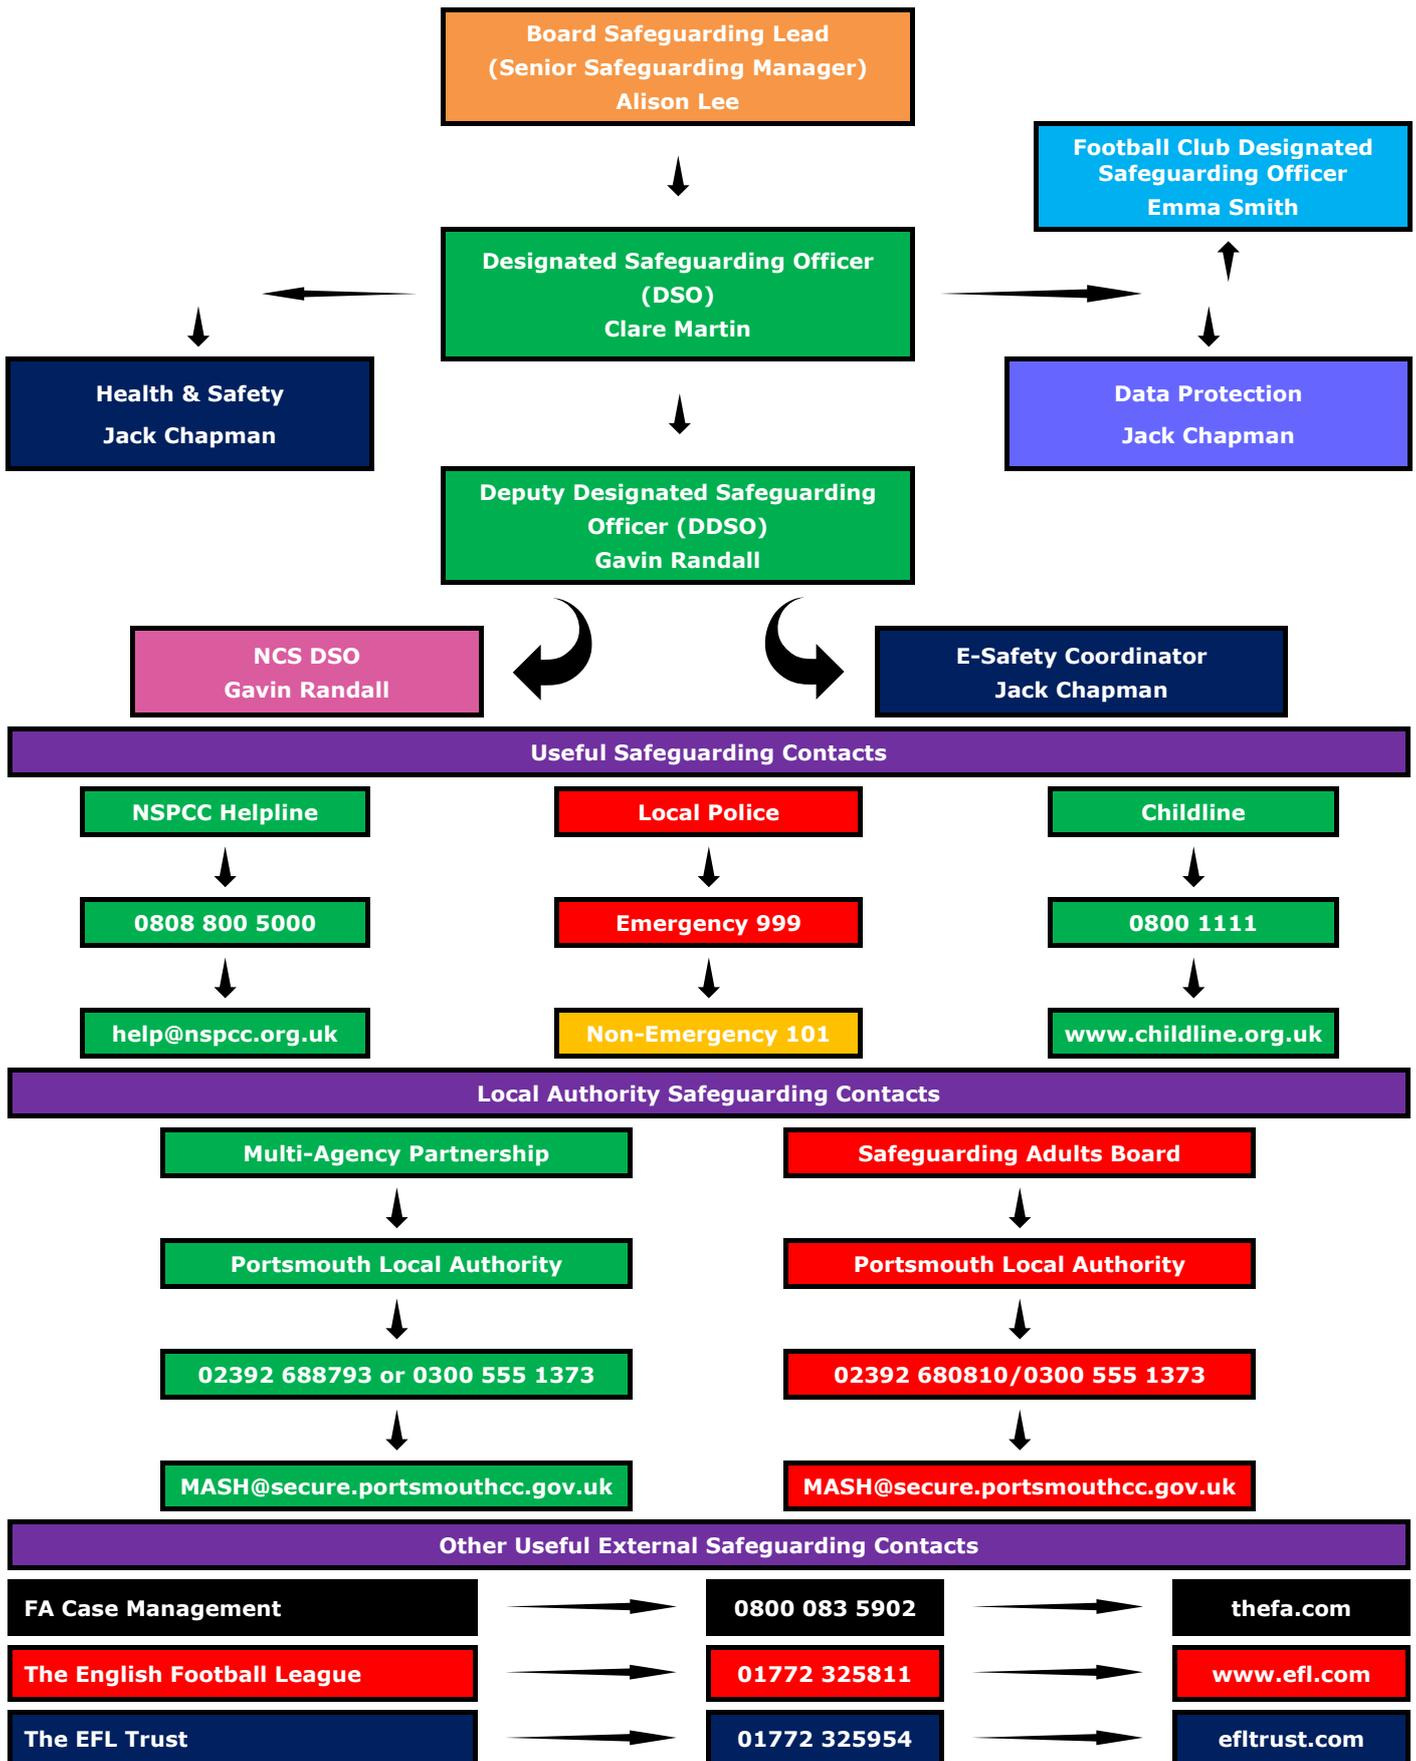 Board Safeguarding Lead
(Senior Safeguarding Manager)
Alison Lee
Football Club Designated
Safeguarding Officer
Emma Smith
Designated Safeguarding Officer
(DSO)
Clare Martin
Health & Safety
Jack Chapman
Data Protection
Jack Chapman
Deputy Designated Safeguarding
Officer (DDSO)
Gavin Randall
NCS DSO
Gavin Randall
E-Safety Coordinator
Jack Chapman
Useful Safeguarding Contacts
NSPCC Helpline
Local Police
Childline
0808 800 5000
Emergency 999
0800 1111
help@nspcc.org.uk
Non-Emergency 101
www.childline.org.uk
Local Authority Safeguarding Contacts
Multi-Agency Partnership
Safeguarding Adults Board
Portsmouth Local Authority
Portsmouth Local Authority
02392 688793 or 0300 555 1373
02392 680810/0300 555 1373
MASH@secure.portsmouthcc.gov.uk
MASH@secure.portsmouthcc.gov.uk
Other Useful External Safeguarding Contacts
FA Case Management
0800 083 5902
thefa.com
The English Football League
01772 325811
www.efl.com
The EFL Trust
01772 325954
efltrust.com